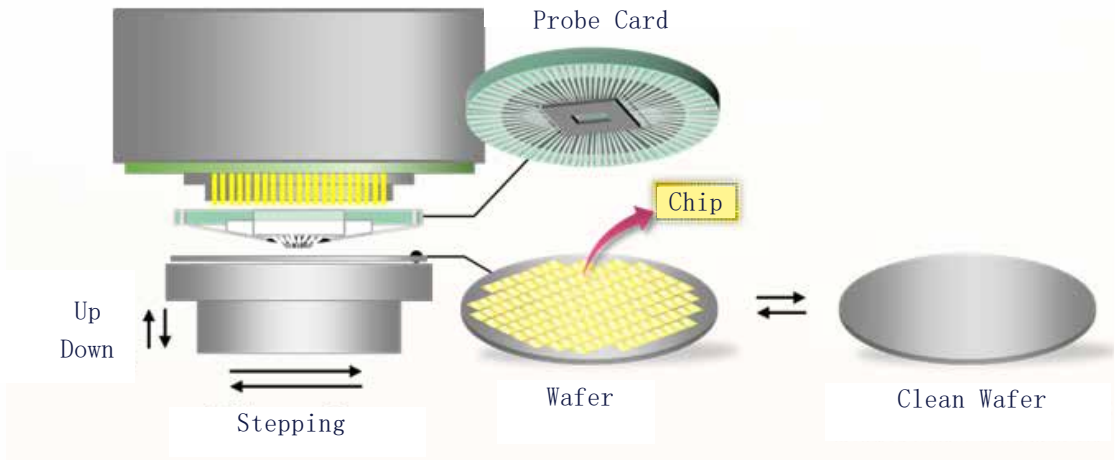 Probe Card
Chip
Up
Down
Stepping
Wafer
Clean Wafer